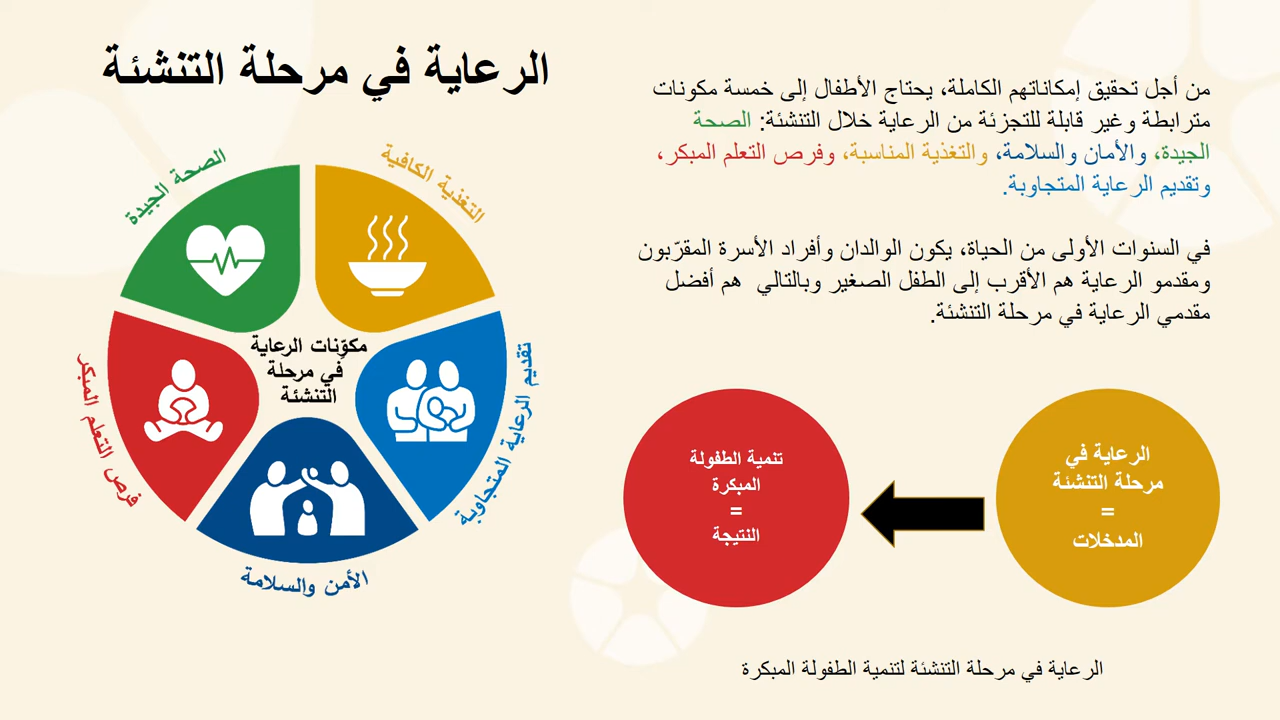 الرعاية في مرحلة التنشئة
من أجل تحقيق إمكاناتهم الكاملة، يحتاج الأطفال إلى خمسة مكونات
مترابطة وغير قابلة للتجزئة من الرعاية خلال التنشئة: الصحة
الجيدة، والأمان والسلامة، والتغذية المناسبة، وفرص التعلم المبكر،
وتقديم الرعاية المتجاوبة.
في السنوات الأولى من الحياة، يكون الوالدان وأفراد الأسرة المقرّبون
ومقدمو الرعاية هم الأقرب إلى الطفل الصغير وبالتالي هم أفضل
مقدمي الرعاية في مرحلة التنشئة.
الصحة الجيدة
التغذية الكافية
تقديم الرعاية المتجاوبة
الأمن والسلامة
فرص التعلم المبكر
مكوّنات الرعاية
في مرحلة
التنشئة
الرعاية في
مرحلة التنشئة
=
المدخلات
تنمية الطفولة
المبكرة
=
النتيجة
الرعاية في مرحلة التنشئة لتنمية الطفولة المبكرة